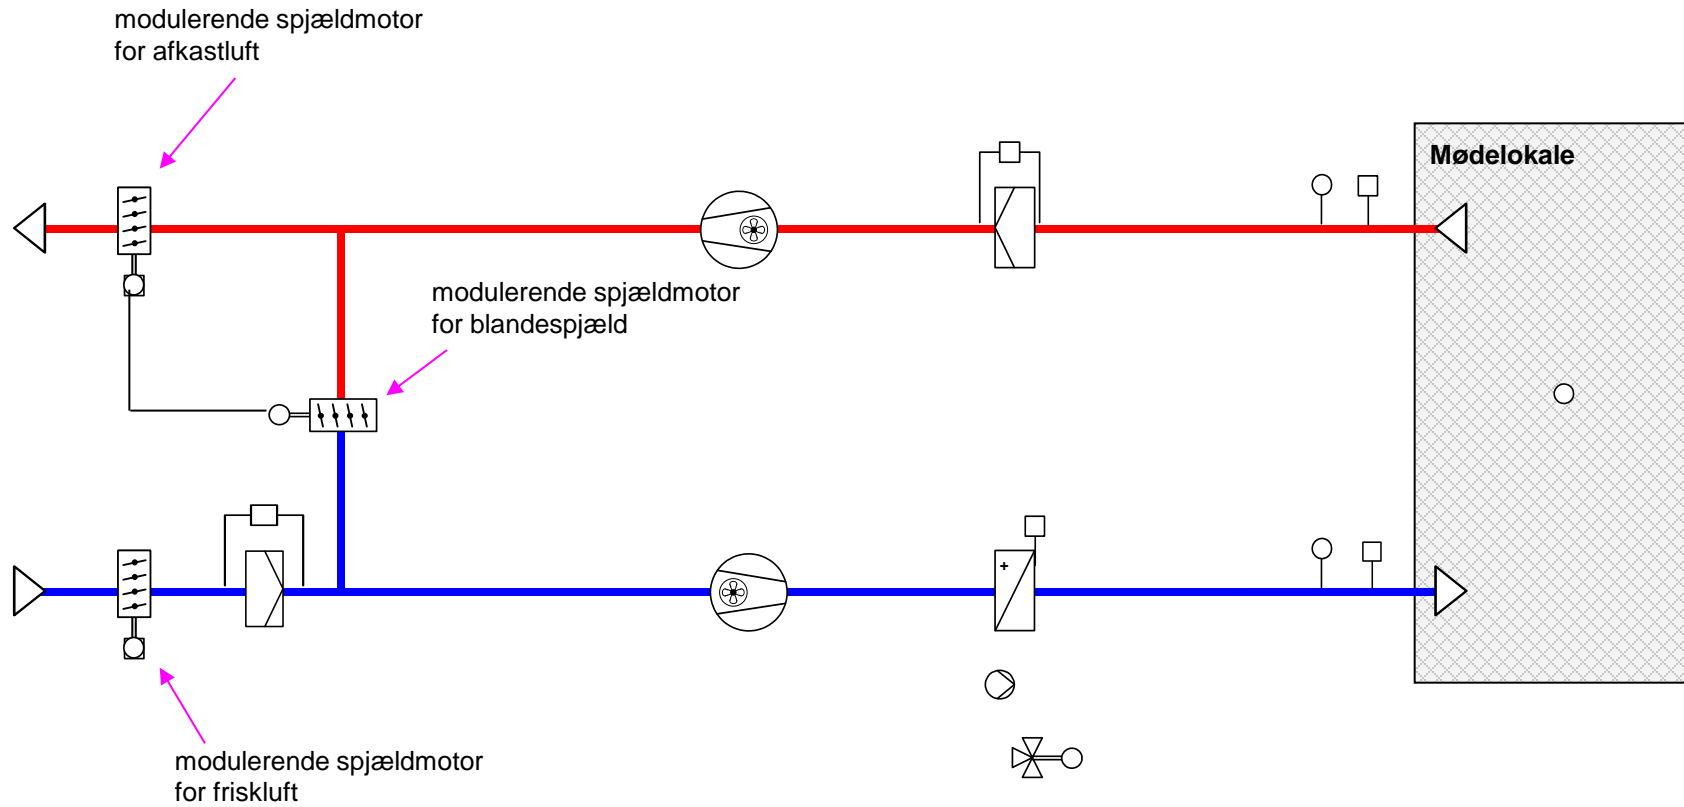 modulerende spjældmotor
for afkastluft
Mødelokale
modulerende spjældmotor
for blandespjæld
+
modulerende spjældmotor
for friskluft